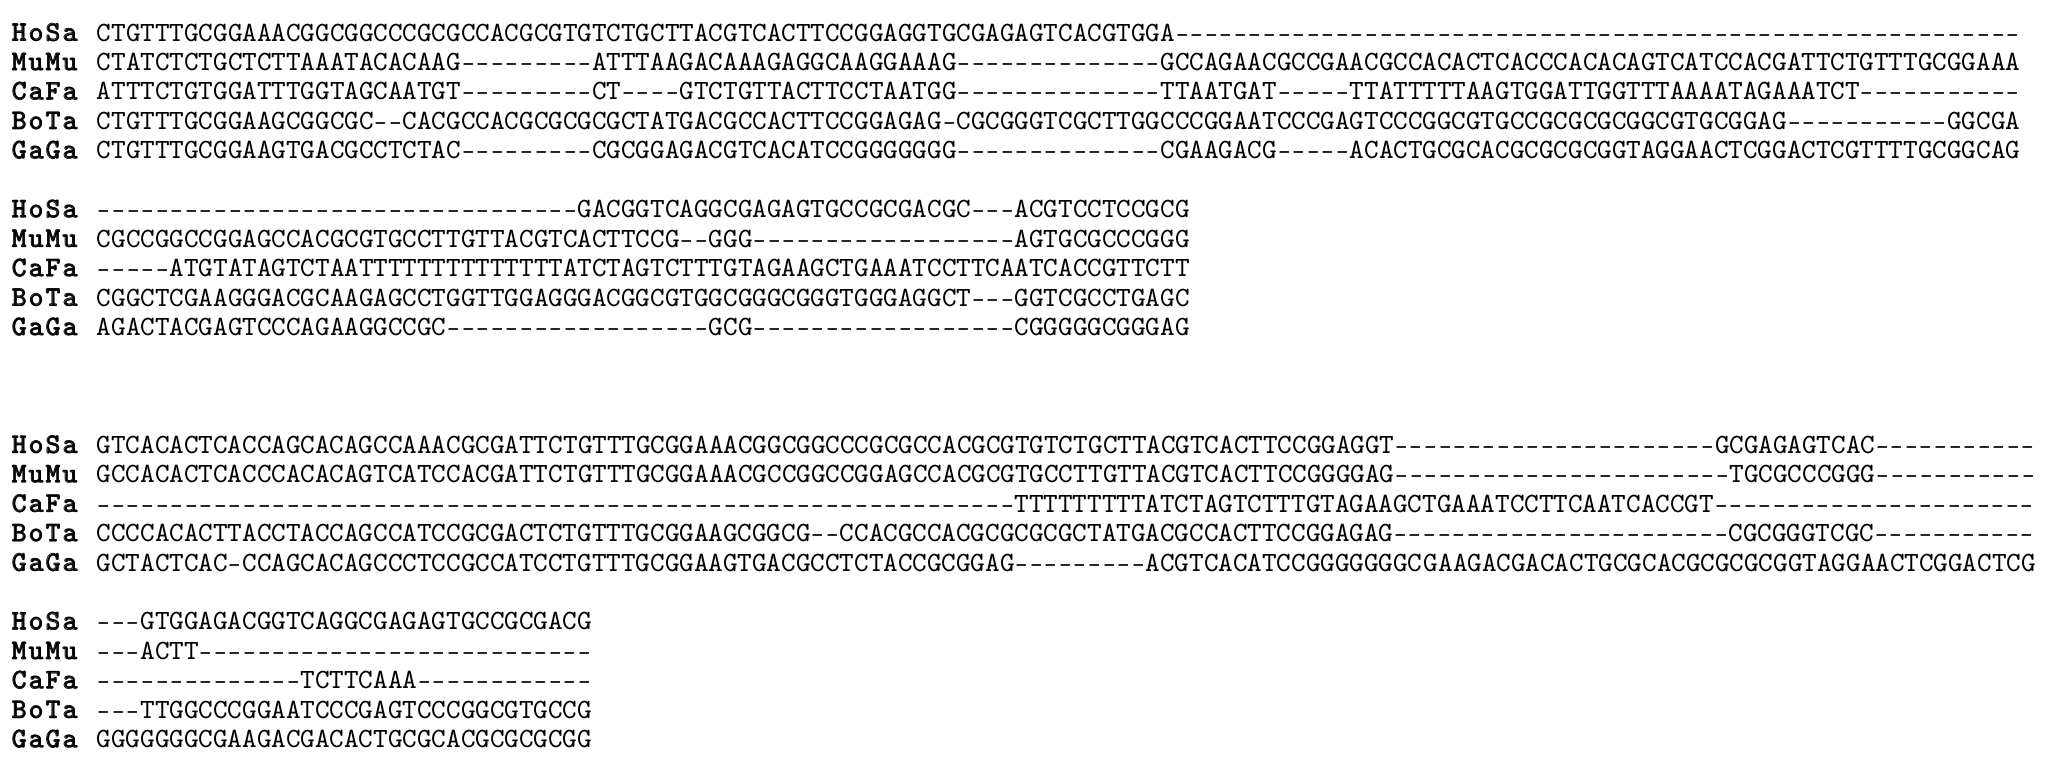 HoSa CTGTTTGCGGAAACGGCGGCCCGCGCCACGCGTGTCTGCTTACGTCACTTCCGGAGGTGCGAGAGTCACGTGGA----------------------------------------------------------
MuMu CTATCTCTGCTCTTAAATACACAAG---------ATTTAAGACAAAGAGGCAAGGAAAG--------------GCCAGAACGCCGAACGCCACACTCACCCACACAGTCATCCACGATTCTGTTTGCGGAAA
CaFa ATTTCTGTGGATTTGGTAGCAATGT---------CT----GTCTGTTACTTCCTAATGG--------------TTAATGAT-----TTATTTTTAAGTGGATTGGTTTAAAATAGAAATCT-----------
BoTa CTGTTTGCGGAAGCGGCGC--CACGCCACGCGCGCGCTATGACGCCACTTCCGGAGAG-CGCGGGTCGCTTGGCCCGGAATCCCGAGTCCCGGCGTGCCGCGCGCGGCGTGCGGAG-----------GGCGA
GaGa CTGTTTGCGGAAGTGACGCCTCTAC---------CGCGGAGACGTCACATCCGGGGGGG--------------CGAAGACG-----ACACTGCGCACGCGCGCGGTAGGAACTCGGACTCGTTTTGCGGCAG
HoSa ---------------------------------GACGGTCAGGCGAGAGTGCCGCGACGC---ACGTCCTCCGCG
MuMu CGCCGGCCGGAGCCACGCGTGCCTTGTTACGTCACTTCCG--GGG------------------AGTGCGCCCGGG
CaFa -----ATGTATAGTCTAATTTTTTTTTTTTTTATCTAGTCTTTGTAGAAGCTGAAATCCTTCAATCACCGTTCTT
BoTa CGGCTCGAAGGGACGCAAGAGCCTGGTTGGAGGGACGGCGTGGCGGGCGGGTGGGAGGCT---GGTCGCCTGAGC
GaGa AGACTACGAGTCCCAGAAGGCCGC------------------GCG------------------CGGGGGCGGGAG
HoSa GTCACACTCACCAGCACAGCCAAACGCGATTCTGTTTGCGGAAACGGCGGCCCGCGCCACGCGTGTCTGCTTACGTCACTTCCGGAGGT----------------------GCGAGAGTCAC-----------
MuMu GCCACACTCACCCACACAGTCATCCACGATTCTGTTTGCGGAAACGCCGGCCGGAGCCACGCGTGCCTTGTTACGTCACTTCCGGGGAG-----------------------TGCGCCCGGG-----------
CaFa ---------------------------------------------------------------TTTTTTTTTATCTAGTCTTTGTAGAAGCTGAAATCCTTCAATCACCGT----------------------
BoTa CCCCACACTTACCTACCAGCCATCCGCGACTCTGTTTGCGGAAGCGGCG--CCACGCCACGCGCGCGCTATGACGCCACTTCCGGAGAG-----------------------CGCGGGTCGC-----------
GaGa GCTACTCAC-CCAGCACAGCCCTCCGCCATCCTGTTTGCGGAAGTGACGCCTCTACCGCGGAG---------ACGTCACATCCGGGGGGGCGAAGACGACACTGCGCACGCGCGCGGTAGGAACTCGGACTCG
HoSa ---GTGGAGACGGTCAGGCGAGAGTGCCGCGACG
MuMu ---ACTT---------------------------
CaFa --------------TCTTCAAA------------
BoTa ---TTGGCCCGGAATCCCGAGTCCCGGCGTGCCG
GaGa GGGGGGGCGAAGACGACACTGCGCACGCGCGCGG